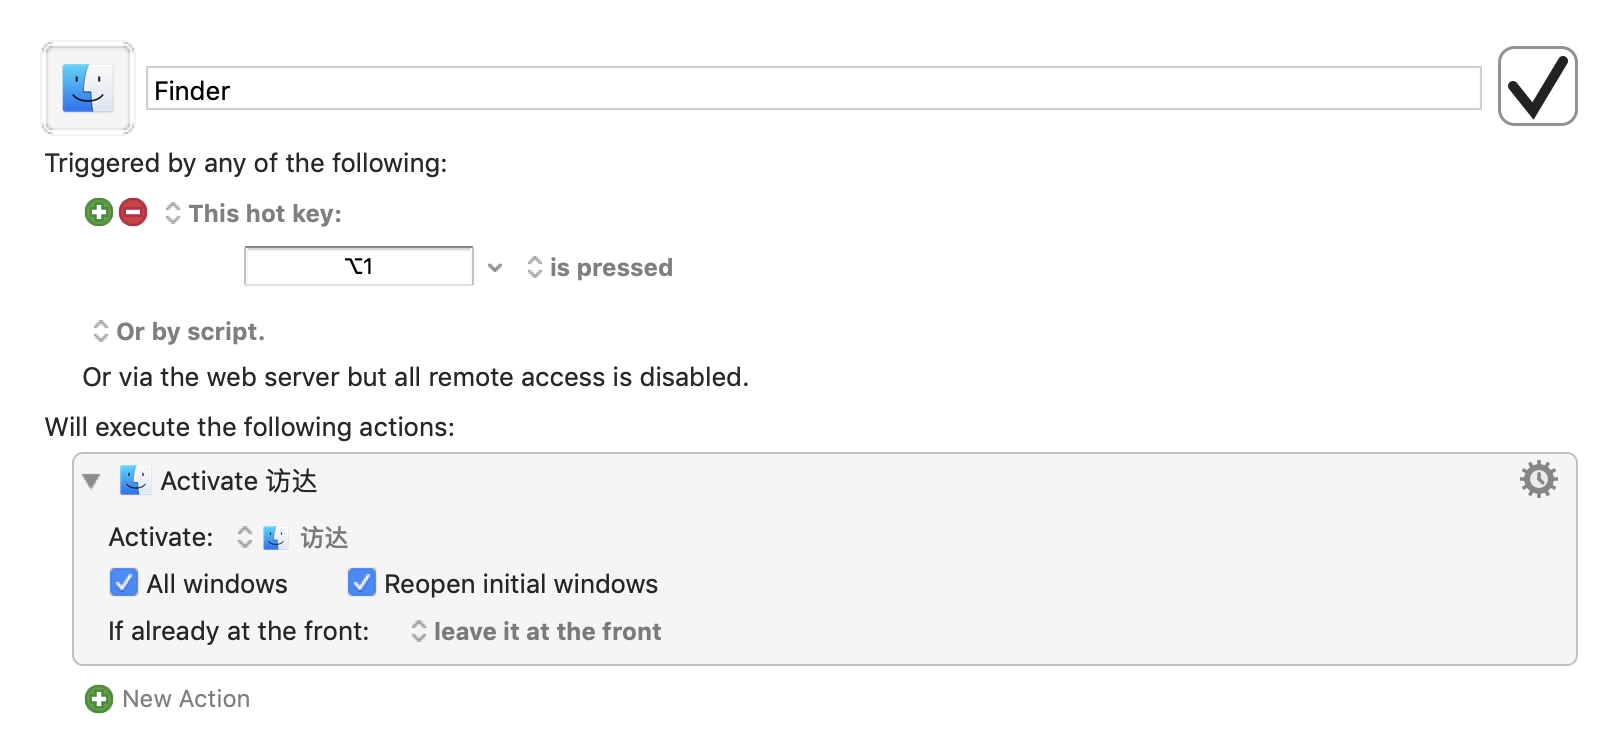 Finder
Triggered by any of the following:
This hot key:
⌥1 is pressed
Or by script.
Or via the web server but all remote access is disabled.
Will execute the following actions:
Activate 访达
Activate: 访达
All windows Reopen initial windows
If already at the front: leave it at the front
New Action